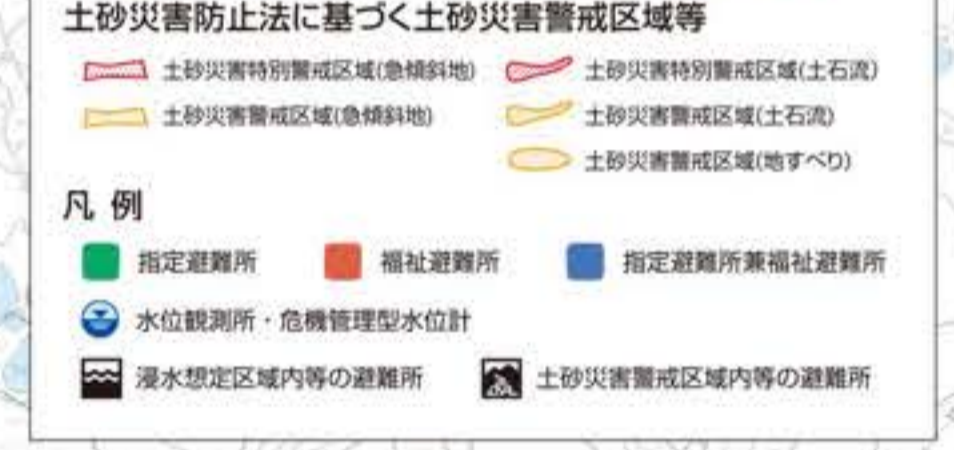 土砂災害防止法に基づく土砂災害警戒区域等
土砂災害特別警戒区域(急傾斜地) 土砂災害特別警戒区域(土石流)
土砂災害警戒区域(急傾斜地) 土砂災害警戒区域(土石流)
土砂災害警戒区域(地すべり)
凡 例
指定避難所 福祉避難所 指定避難所兼福祉避難所
水位観測所・危機管理型水位計
浸水想定区域内等の避難所 土砂災害警戒区域内等の避難所